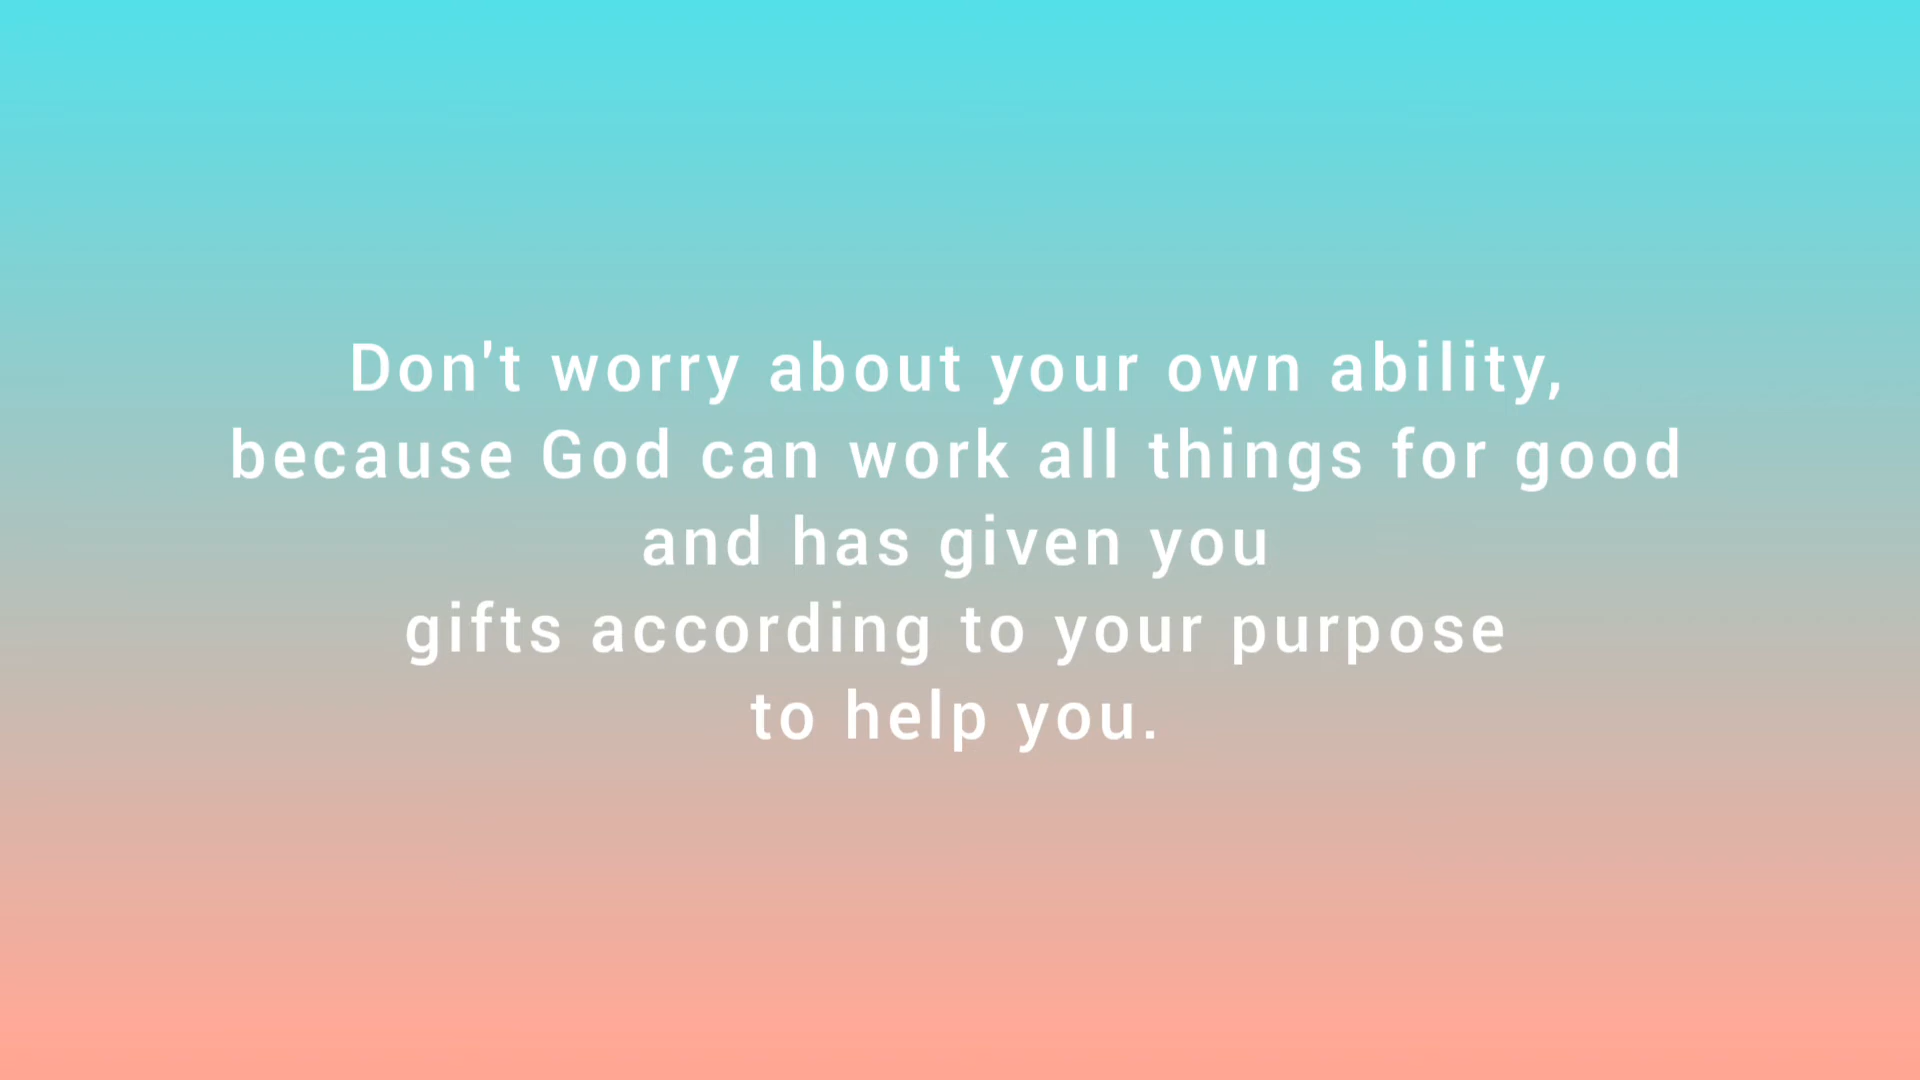 Don't worry about your own ability,
because God can work all things for good
and has given you
gifts according to your purpose
to help you.